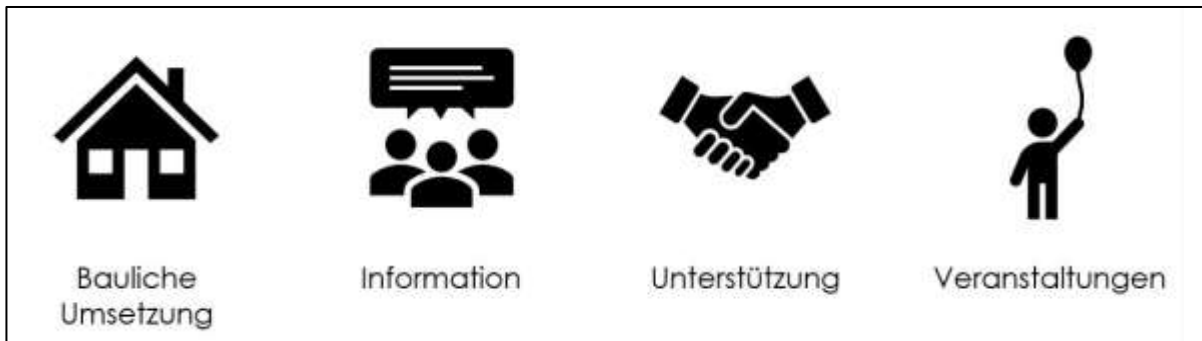 Bauliche
Umsetzung
Information
Unterstützung
Veranstaltungen